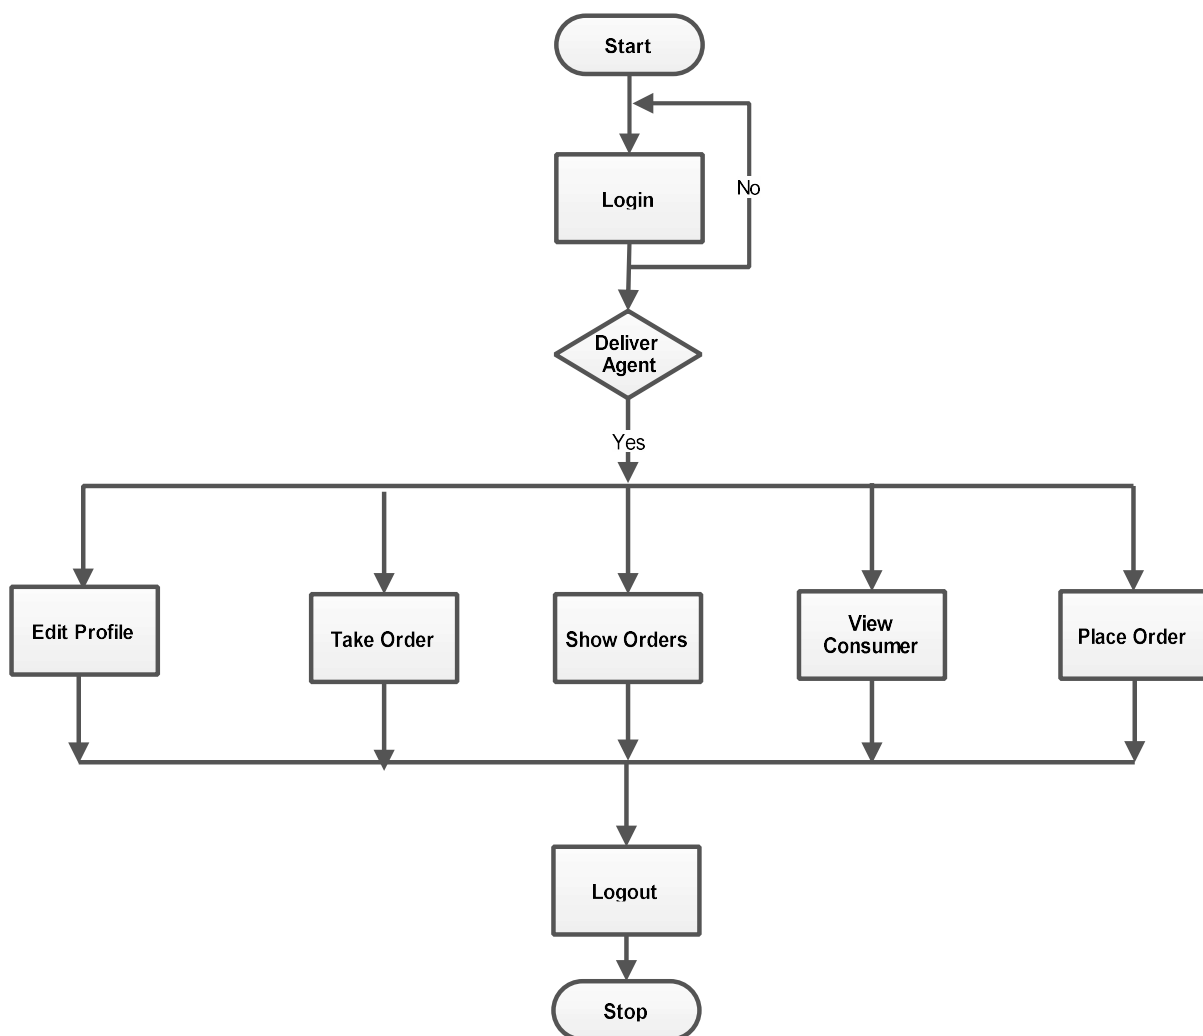 Start
No
Login
Deliver
Agent
Yes
Edit Profile
Take Order
Show Orders
View
Consumer
Place Order
Logout
Stop